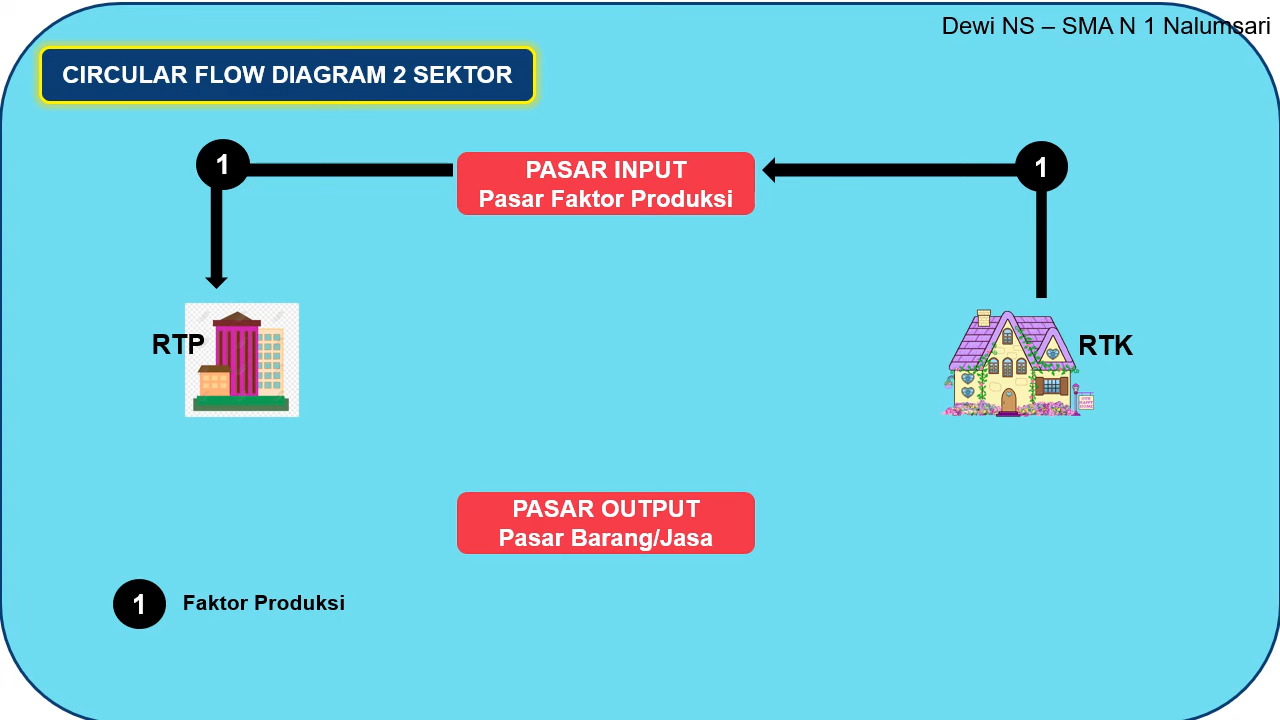 Dewi NS – SMA N 1 Nalumsari
CIRCULAR FLOW DIAGRAM 2 SEKTOR
1
PASAR INPUT
Pasar Faktor Produksi
1
RTP
RTK
PASAR OUTPUT
Pasar Barang/Jasa
1 Faktor Produksi